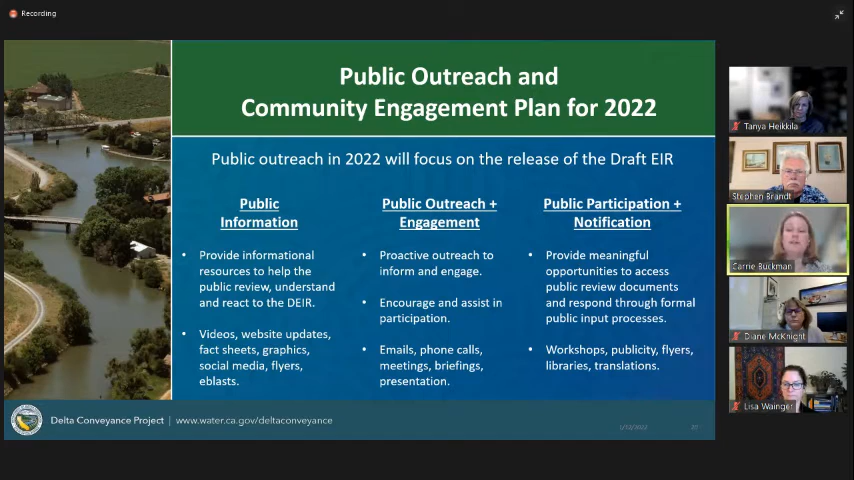 Recording
Public Outreach and
Community Engagement Plan for 2022
Public outreach in 2022 will focus on the release of the Draft EIR
Public
Information
• Provide informational
resources to help the
public review, understand
and react to the DEIR.
• Videos, website updates,
fact sheets, graphics,
social media, flyers,
eblasts.
Public Outreach +
Engagement
• Proactive outreach to
inform and engage.
• Encourage and assist in
participation.
• Emails, phone calls,
meetings, briefings,
presentation.
Public Participation +
Notification
• Provide meaningful
opportunities to access
public review documents
and respond through formal
public input processes.
• Workshops, publicity, flyers,
libraries, translations.
Delta Conveyance Project | www.water.ca.gov/deltaconveyance
Tanya Heikkila
Stephen Brandt
Carrie Buckman
Diane McKnight
Lisa Wainger